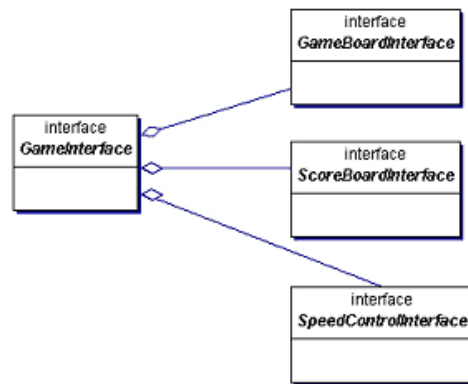 interface
GameBoardInterface
interface
GameInterface
interface
ScoreBoardInterface
interface
SpeedControlInterface